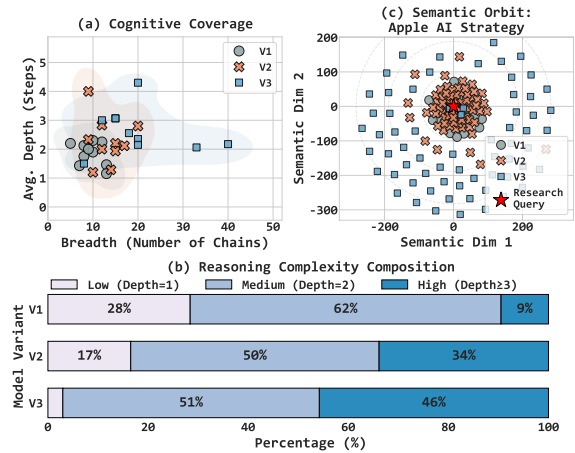 (a) Cognitive Coverage
Avg. Depth (Steps)
5
4
3
2
1
0
V1
V2
V3
0 10 20 30 40 50
Breadth (Number of Chains)
(c) Semantic Orbit:
Apple AI Strategy
Semantic Dim 2
200
100
0
-100
-200
-300
V1
V2
V3
Research
Query
-200 0 200
Semantic Dim 1
(b) Reasoning Complexity Composition
Low (Depth=1) Medium (Depth=2) High (Depth≥3)
Model Variant
V1 28% 62% 9%
V2 17% 50% 34%
V3 51% 46%
0 20 40 60 80 100
Percentage (%)